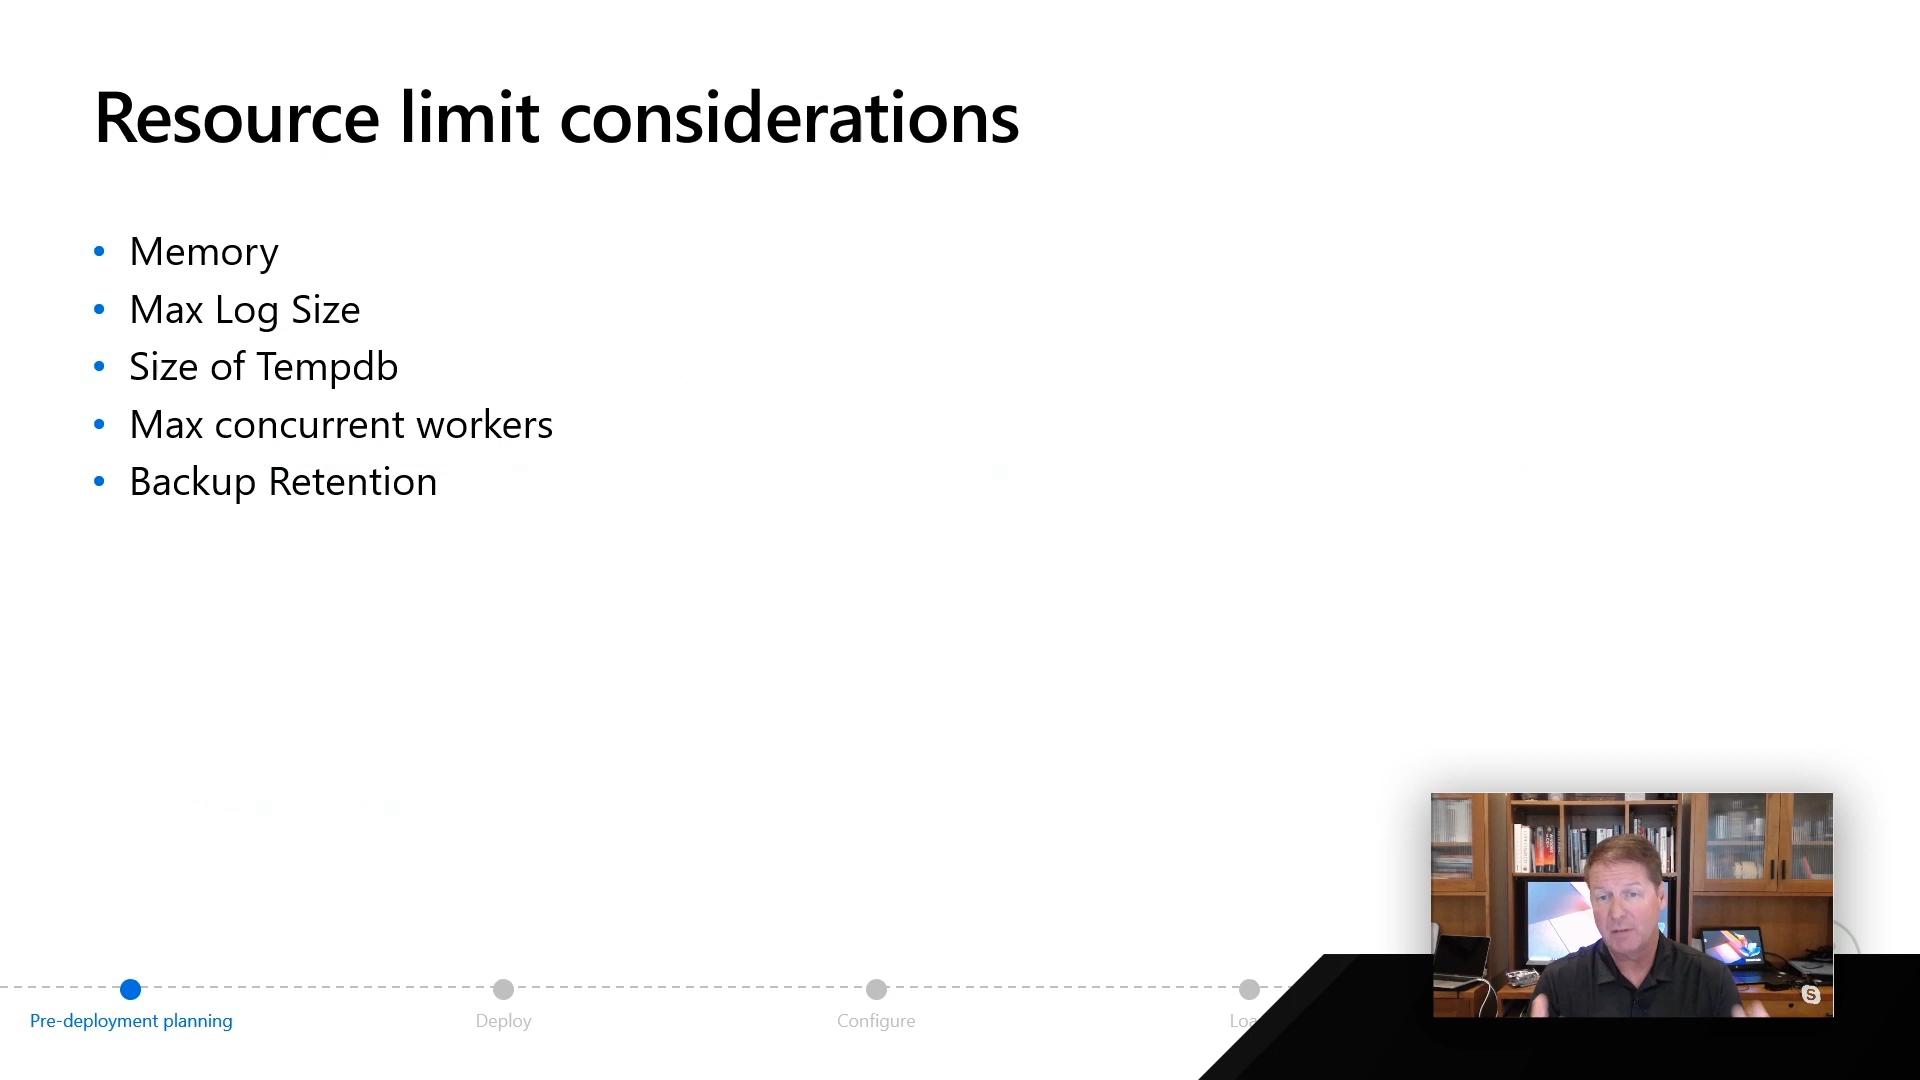 Resource limit considerations
• Memory
• Max Log Size
• Size of Tempdb
• Max concurrent workers
• Backup Retention
Pre-deployment planning
Deploy
Configure
Loa